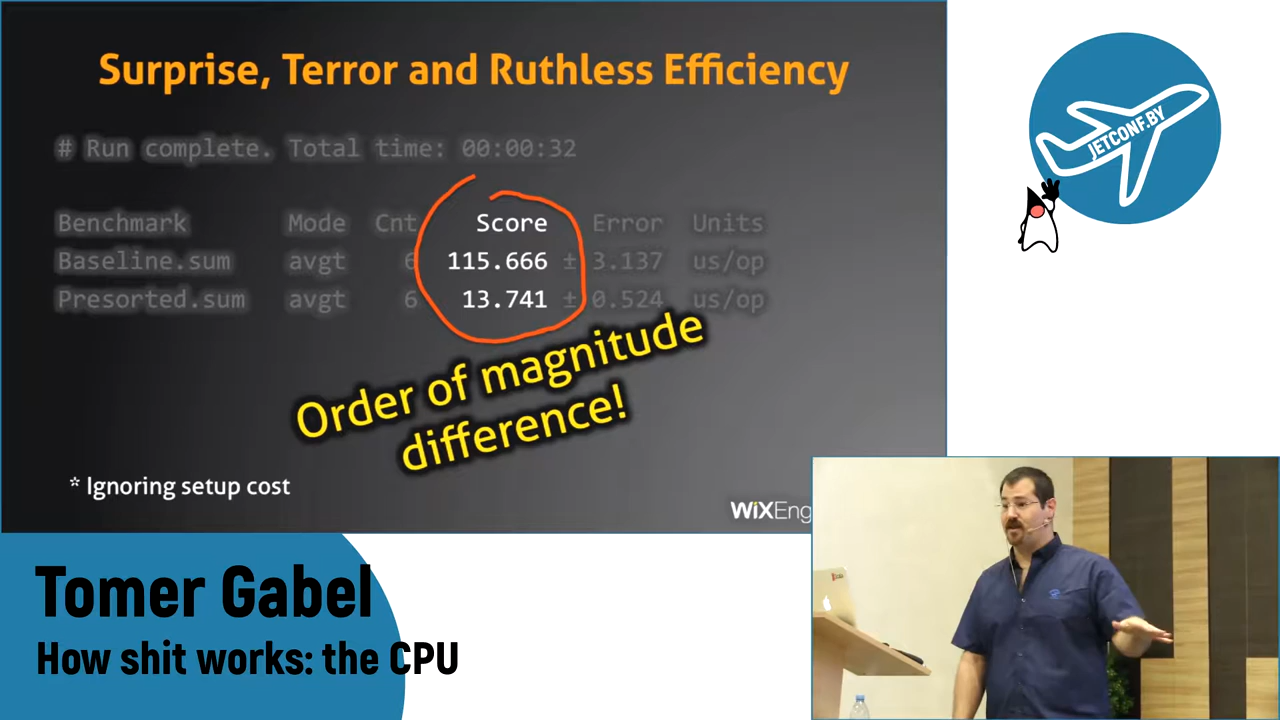 Surprise, Terror and Ruthless Efficiency
# Run complete. Total time: 00:00:32
Benchmark Mode Cnt Score Error Units
Baseline.sum avgt 6 115.666 ± 3.137 us/op
Presorted.sum avgt 6 13.741 ± 0.524 us/op
Order of magnitude
difference!
* Ignoring setup cost
WiXEng
JETCONF.BY
Tomer Gabel
How shit works: the CPU